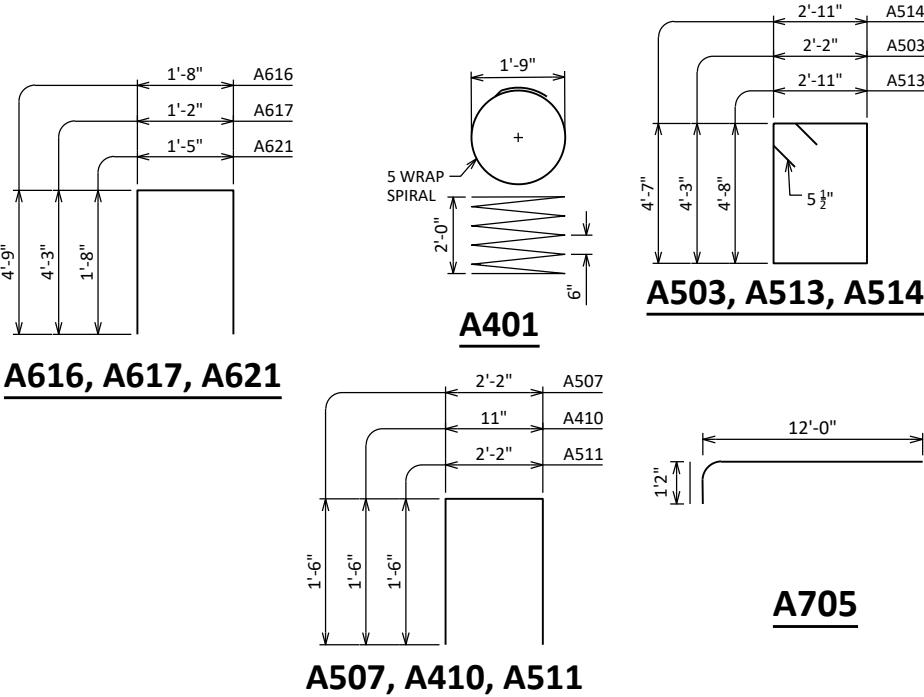 1'-8" A616
1'-2" A617
1'-5" A621
4'-9" 4'-3" 1'-8"
A616, A617, A621
1'-9"
5 WRAP
SPIRAL
2'-0"
6"
A401
2'-11" A514
2'-2" A503
2'-11" A513
4'-7" 4'-3" 4'-8"
5 ½"
A503, A513, A514
2'-2" A507
11" A410
2'-2" A511
1'-6" 1'-6" 1'-6"
A507, A410, A511
12'-0"
1'2"
A705